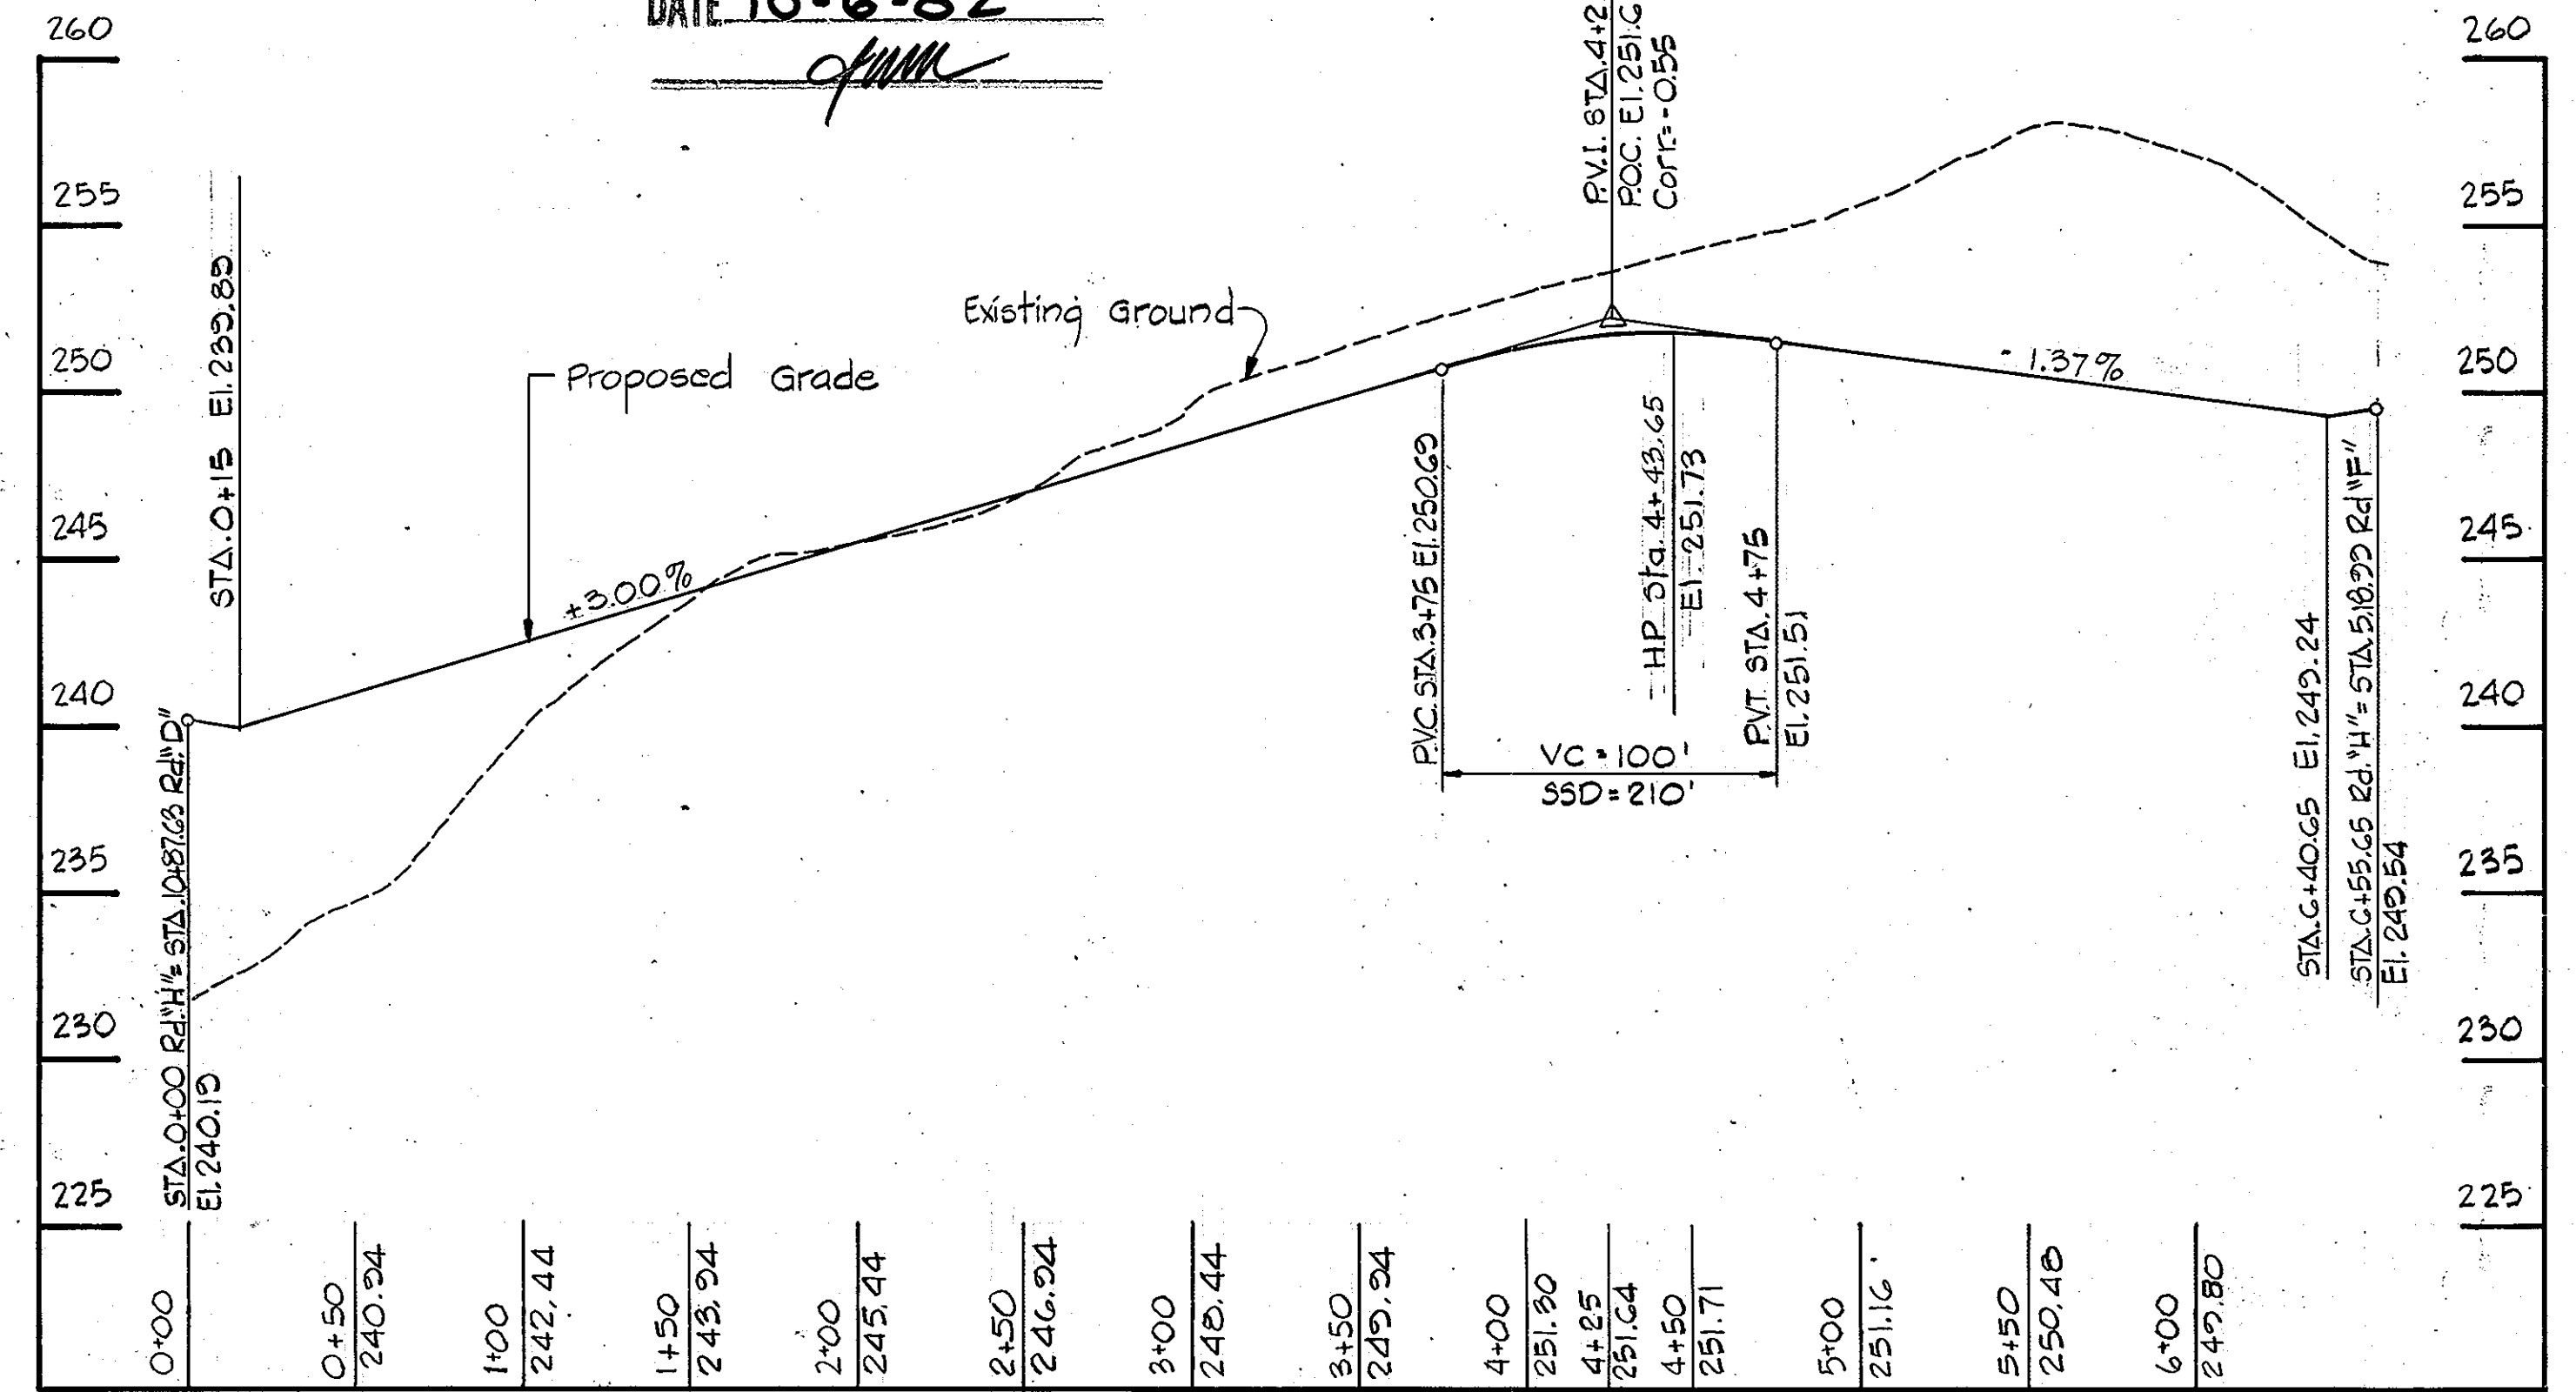 DATE 10-6-82
260
260
255
255
250
250
245
245
240
240
235
235
230
230
225
225
STA.0+15 El.239.89
Proposed Grade
Existing Ground
+3.00%
P.V.I. STA.4+2
P.O.C. El.251.6
Corr.=-0.55
- 1.37%
P.V.C. STA.3+75 El.250.69
H.P. Sta. 4+43.65
El. 251.73
P.V.T. STA.4+75
El.251.51
VC = 100'
SSD = 210'
STA.6+40.65 El.249.24
STA.6+55.65 Rd."H"= STA.5+18.99 Rd"F"
El. 249.54
STA.0+00 Rd."H"= STA.10+87.63 Rd."D"
El.240.19
0+00
0+50
240.94
1+00
242.44
1+50
243.94
2+00
245.44
2+50
246.94
3+00
248.44
3+50
249.94
4+00
251.30
4+25
251.64
4+50
251.71
5+00
251.16
5+50
250.48
6+00
249.80